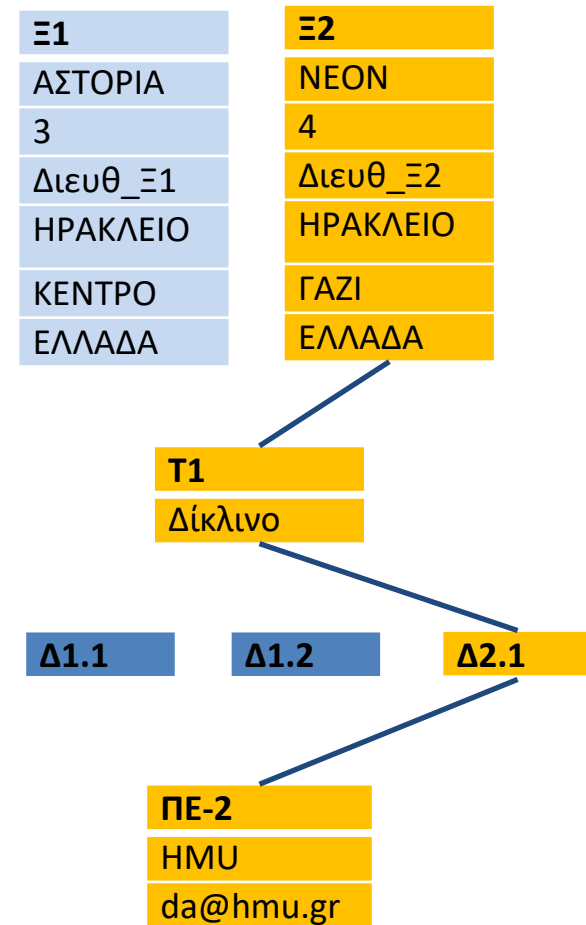 Ξ1
ΑΣΤΟΡΙΑ
3
Διευθ_Ξ1
ΗΡΑΚΛΕΙΟ
ΚΕΝΤΡΟ
ΕΛΛΑΔΑ
Ξ2
ΝΕΟΝ
4
Διευθ_Ξ2
ΗΡΑΚΛΕΙΟ
ΓΑΖΙ
ΕΛΛΑΔΑ
Τ1
Δίκλινο
Δ1.1
Δ1.2
Δ2.1
ΠΕ-2
HMU
da@hmu.gr